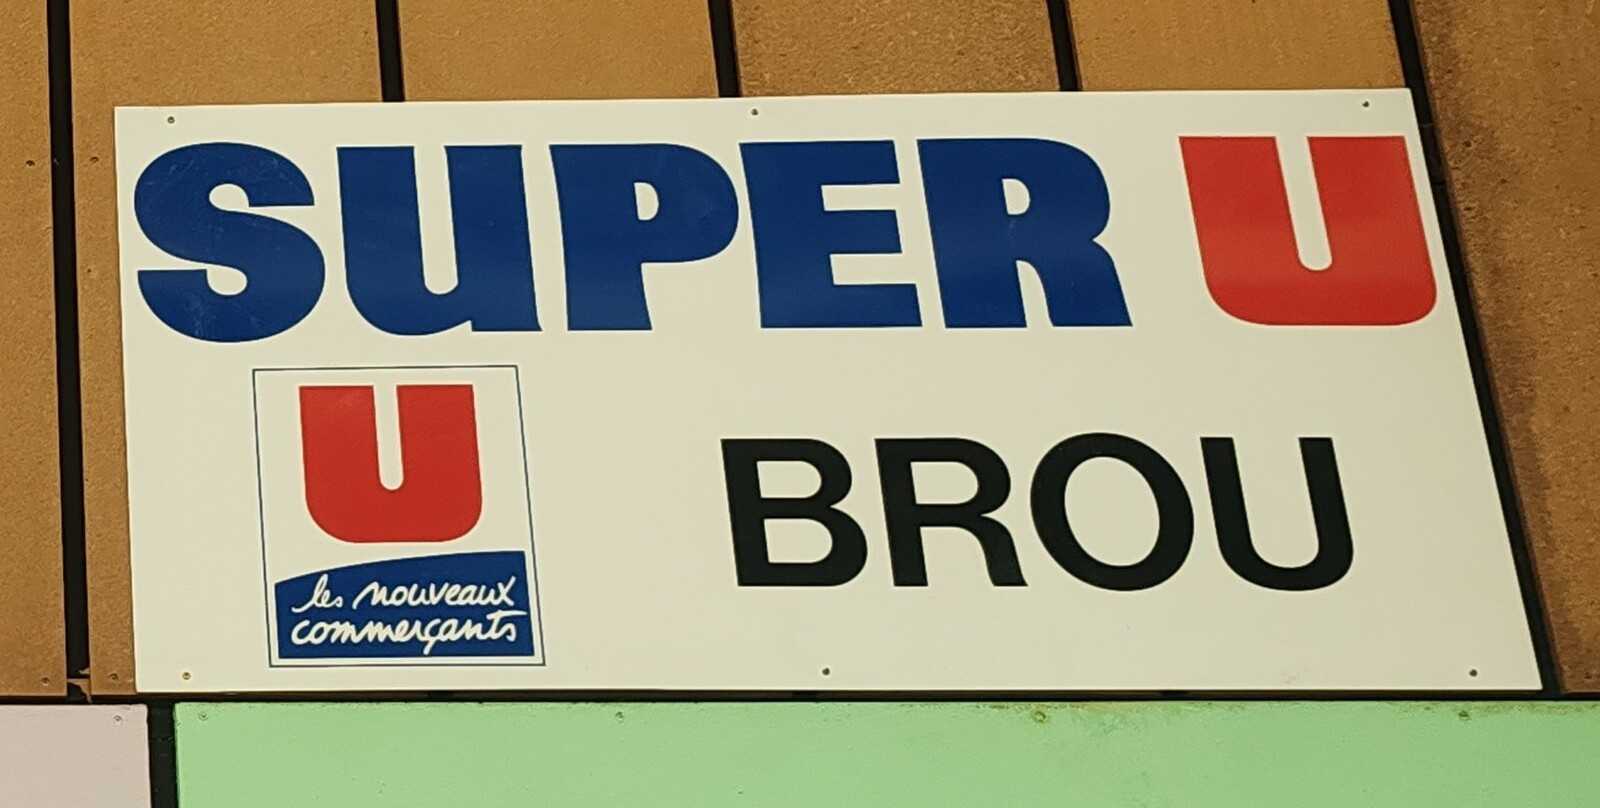 SUPER U
U
BROU
les nouveaux
commerçants